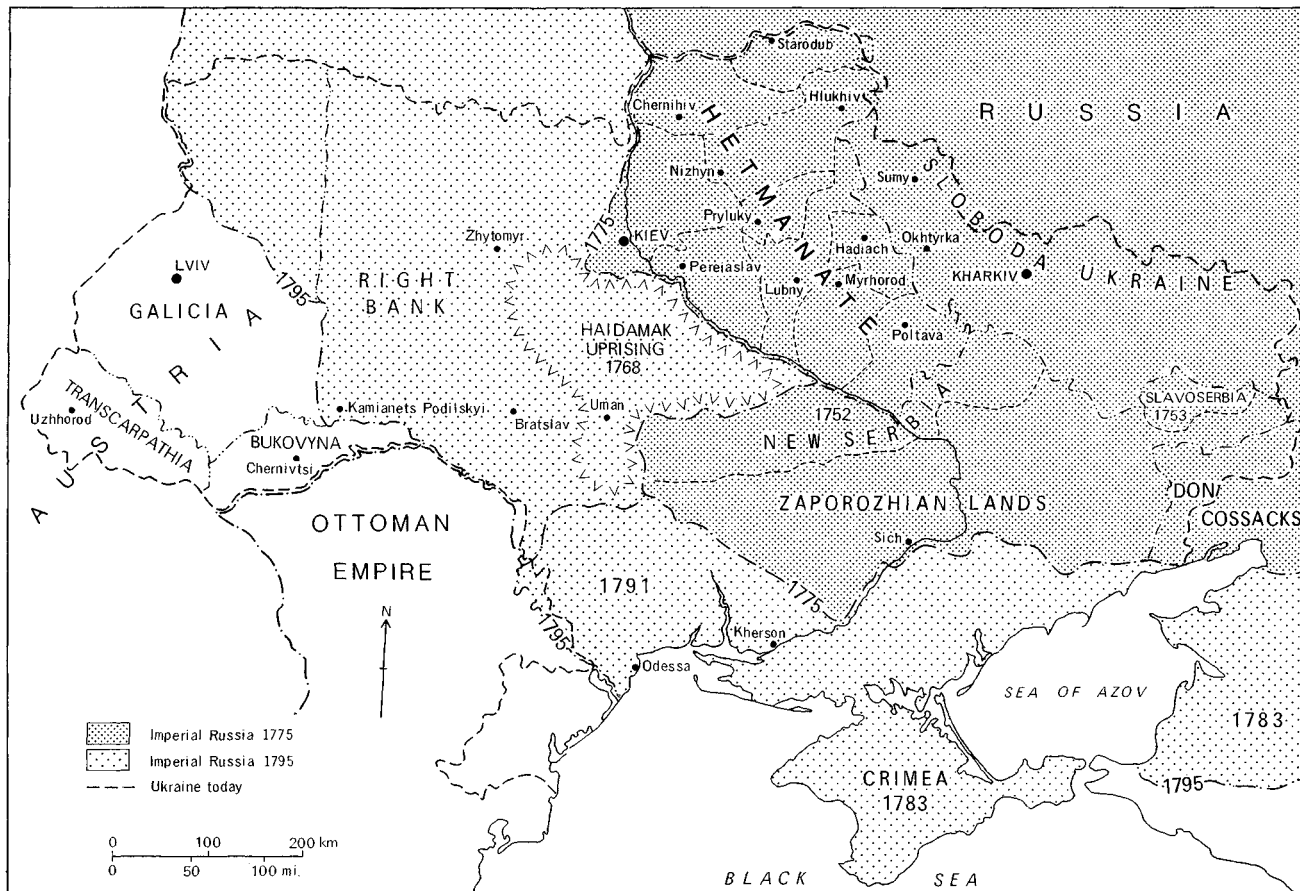 Starodub
Chernihiv
Hlukhiv
RUSSIA
HETMANATE
Nizhyn
Sumy
SLOBODA UKRAINE
Pryluky
1775
KIEV
Zhytomyr
Hadiach
Okhtyrka
LVIV
1795
RIGHT
BANK
Pereiaslav
Lubny
Myrhorod
KHARKIV
GALICIA
Poltava
HAIDAMAK
UPRISING
1768
AUSTRIA
TRANSCARPATHIA
Uzhhorod
Kamianets Podilskyi
Bratslav
Uman
1752
NEW SERBIA
SLAVOSERBIA
1753
BUKOVYNA
Chernivtsi
ZAPOROZHIAN LANDS
DON
COSSACKS
OTTOMAN
EMPIRE
Sich
1791
1775
N
1795
Kherson
Odessa
SEA OF AZOV
1783
Imperial Russia 1775
Imperial Russia 1795
Ukraine today
CRIMEA
1783
1795
0 100 200 km
0 50 100 mi.
BLACK SEA